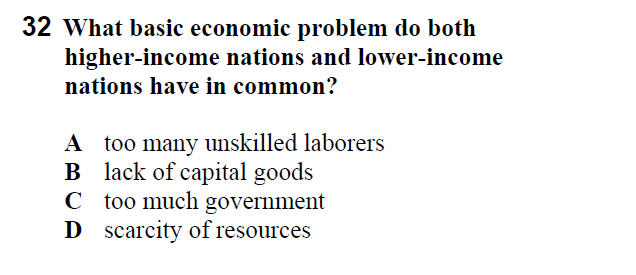 32 What basic economic problem do both
higher-income nations and lower-income
nations have in common?
A too many unskilled laborers
B lack of capital goods
C too much government
D scarcity of resources